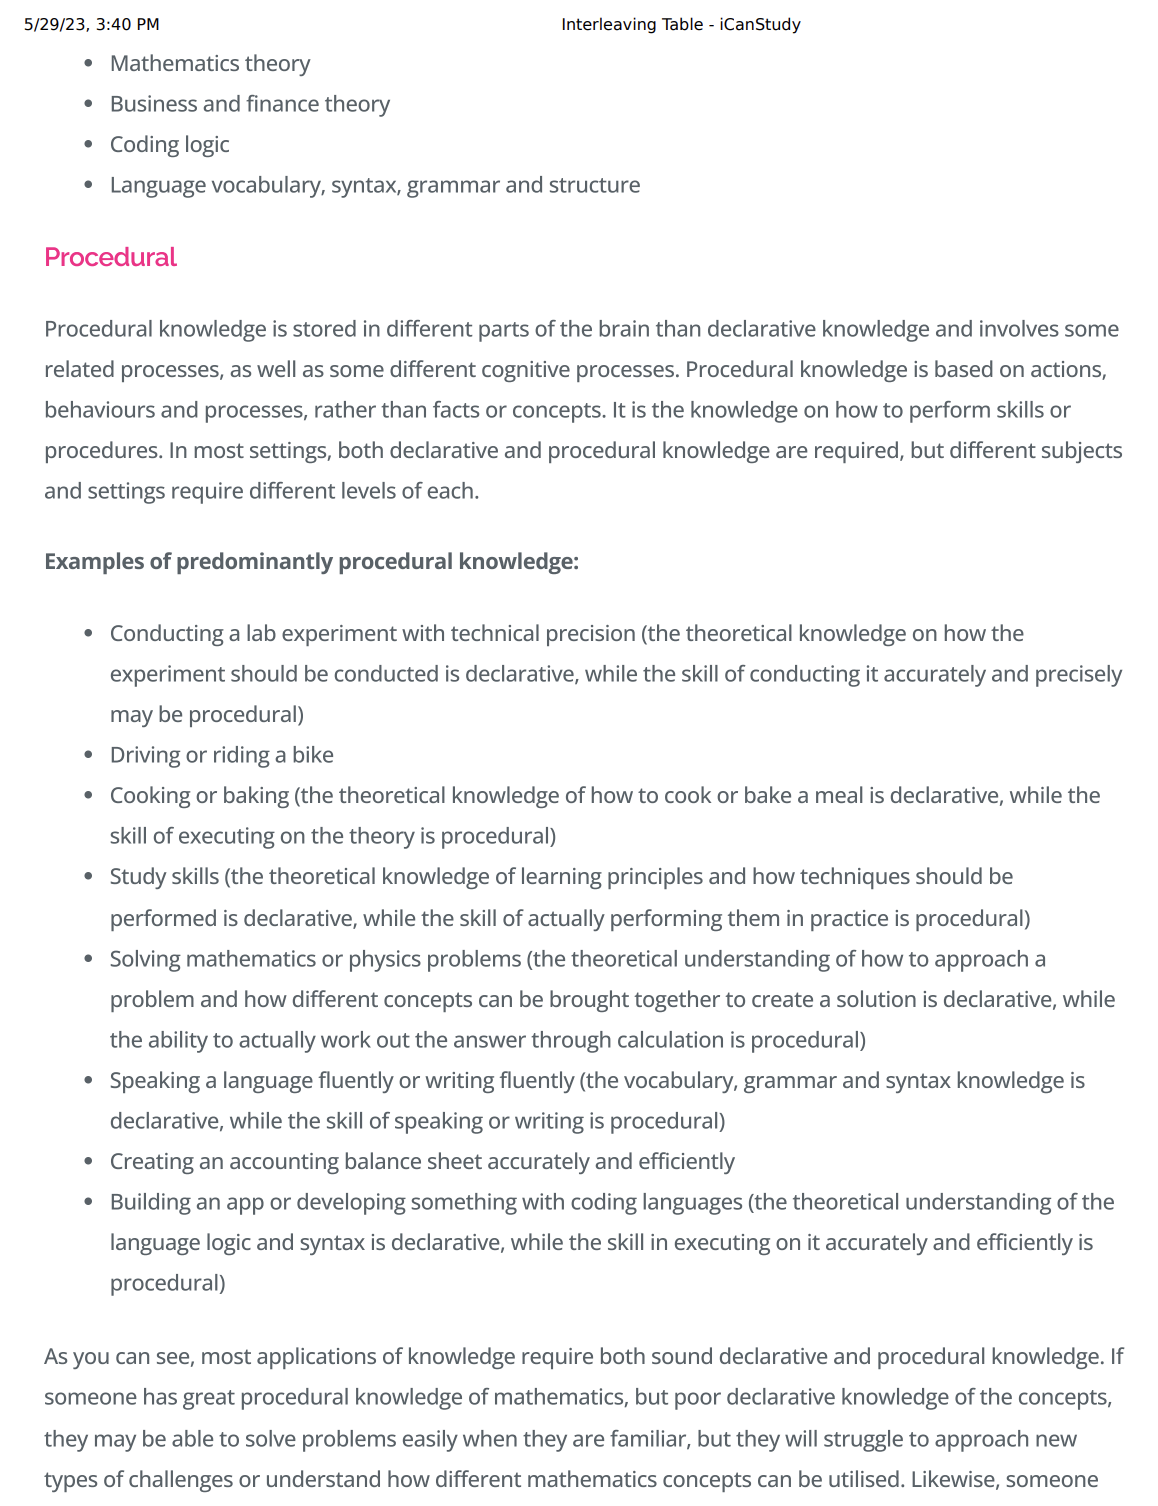 5/29/23, 3:40 PM Interleaving Table - iCanStudy
• Mathematics theory
• Business and finance theory
• Coding logic
• Language vocabulary, syntax, grammar and structure
Procedural
Procedural knowledge is stored in different parts of the brain than declarative knowledge and involves some
related processes, as well as some different cognitive processes. Procedural knowledge is based on actions,
behaviours and processes, rather than facts or concepts. It is the knowledge on how to perform skills or
procedures. In most settings, both declarative and procedural knowledge are required, but different subjects
and settings require different levels of each.
Examples of predominantly procedural knowledge:
• Conducting a lab experiment with technical precision (the theoretical knowledge on how the
experiment should be conducted is declarative, while the skill of conducting it accurately and precisely
may be procedural)
• Driving or riding a bike
• Cooking or baking (the theoretical knowledge of how to cook or bake a meal is declarative, while the
skill of executing on the theory is procedural)
• Study skills (the theoretical knowledge of learning principles and how techniques should be
performed is declarative, while the skill of actually performing them in practice is procedural)
• Solving mathematics or physics problems (the theoretical understanding of how to approach a
problem and how different concepts can be brought together to create a solution is declarative, while
the ability to actually work out the answer through calculation is procedural)
• Speaking a language fluently or writing fluently (the vocabulary, grammar and syntax knowledge is
declarative, while the skill of speaking or writing is procedural)
• Creating an accounting balance sheet accurately and efficiently
• Building an app or developing something with coding languages (the theoretical understanding of the
language logic and syntax is declarative, while the skill in executing on it accurately and efficiently is
procedural)
As you can see, most applications of knowledge require both sound declarative and procedural knowledge. If
someone has great procedural knowledge of mathematics, but poor declarative knowledge of the concepts,
they may be able to solve problems easily when they are familiar, but they will struggle to approach new
types of challenges or understand how different mathematics concepts can be utilised. Likewise, someone